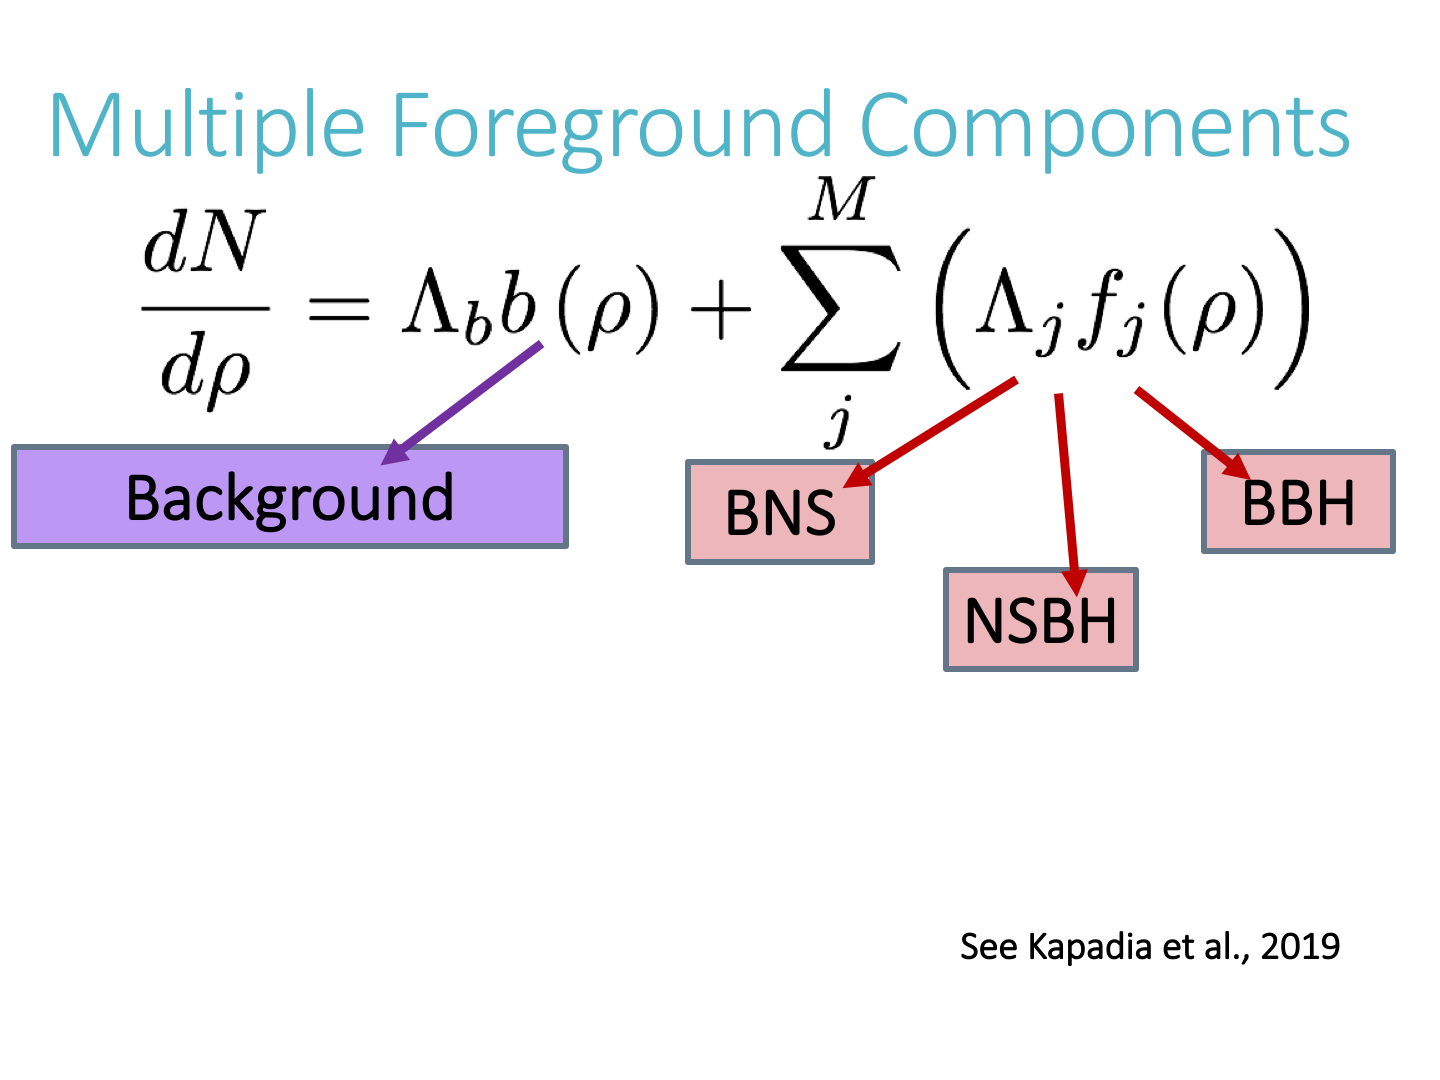 Multiple Foreground Components
\frac{dN}{d\rho} = \Lambda_b b(\rho) + \sum_{j}^{M} \left( \Lambda_j f_j(\rho) \right)
Background
BNS
BBH
NSBH
See Kapadia et al., 2019